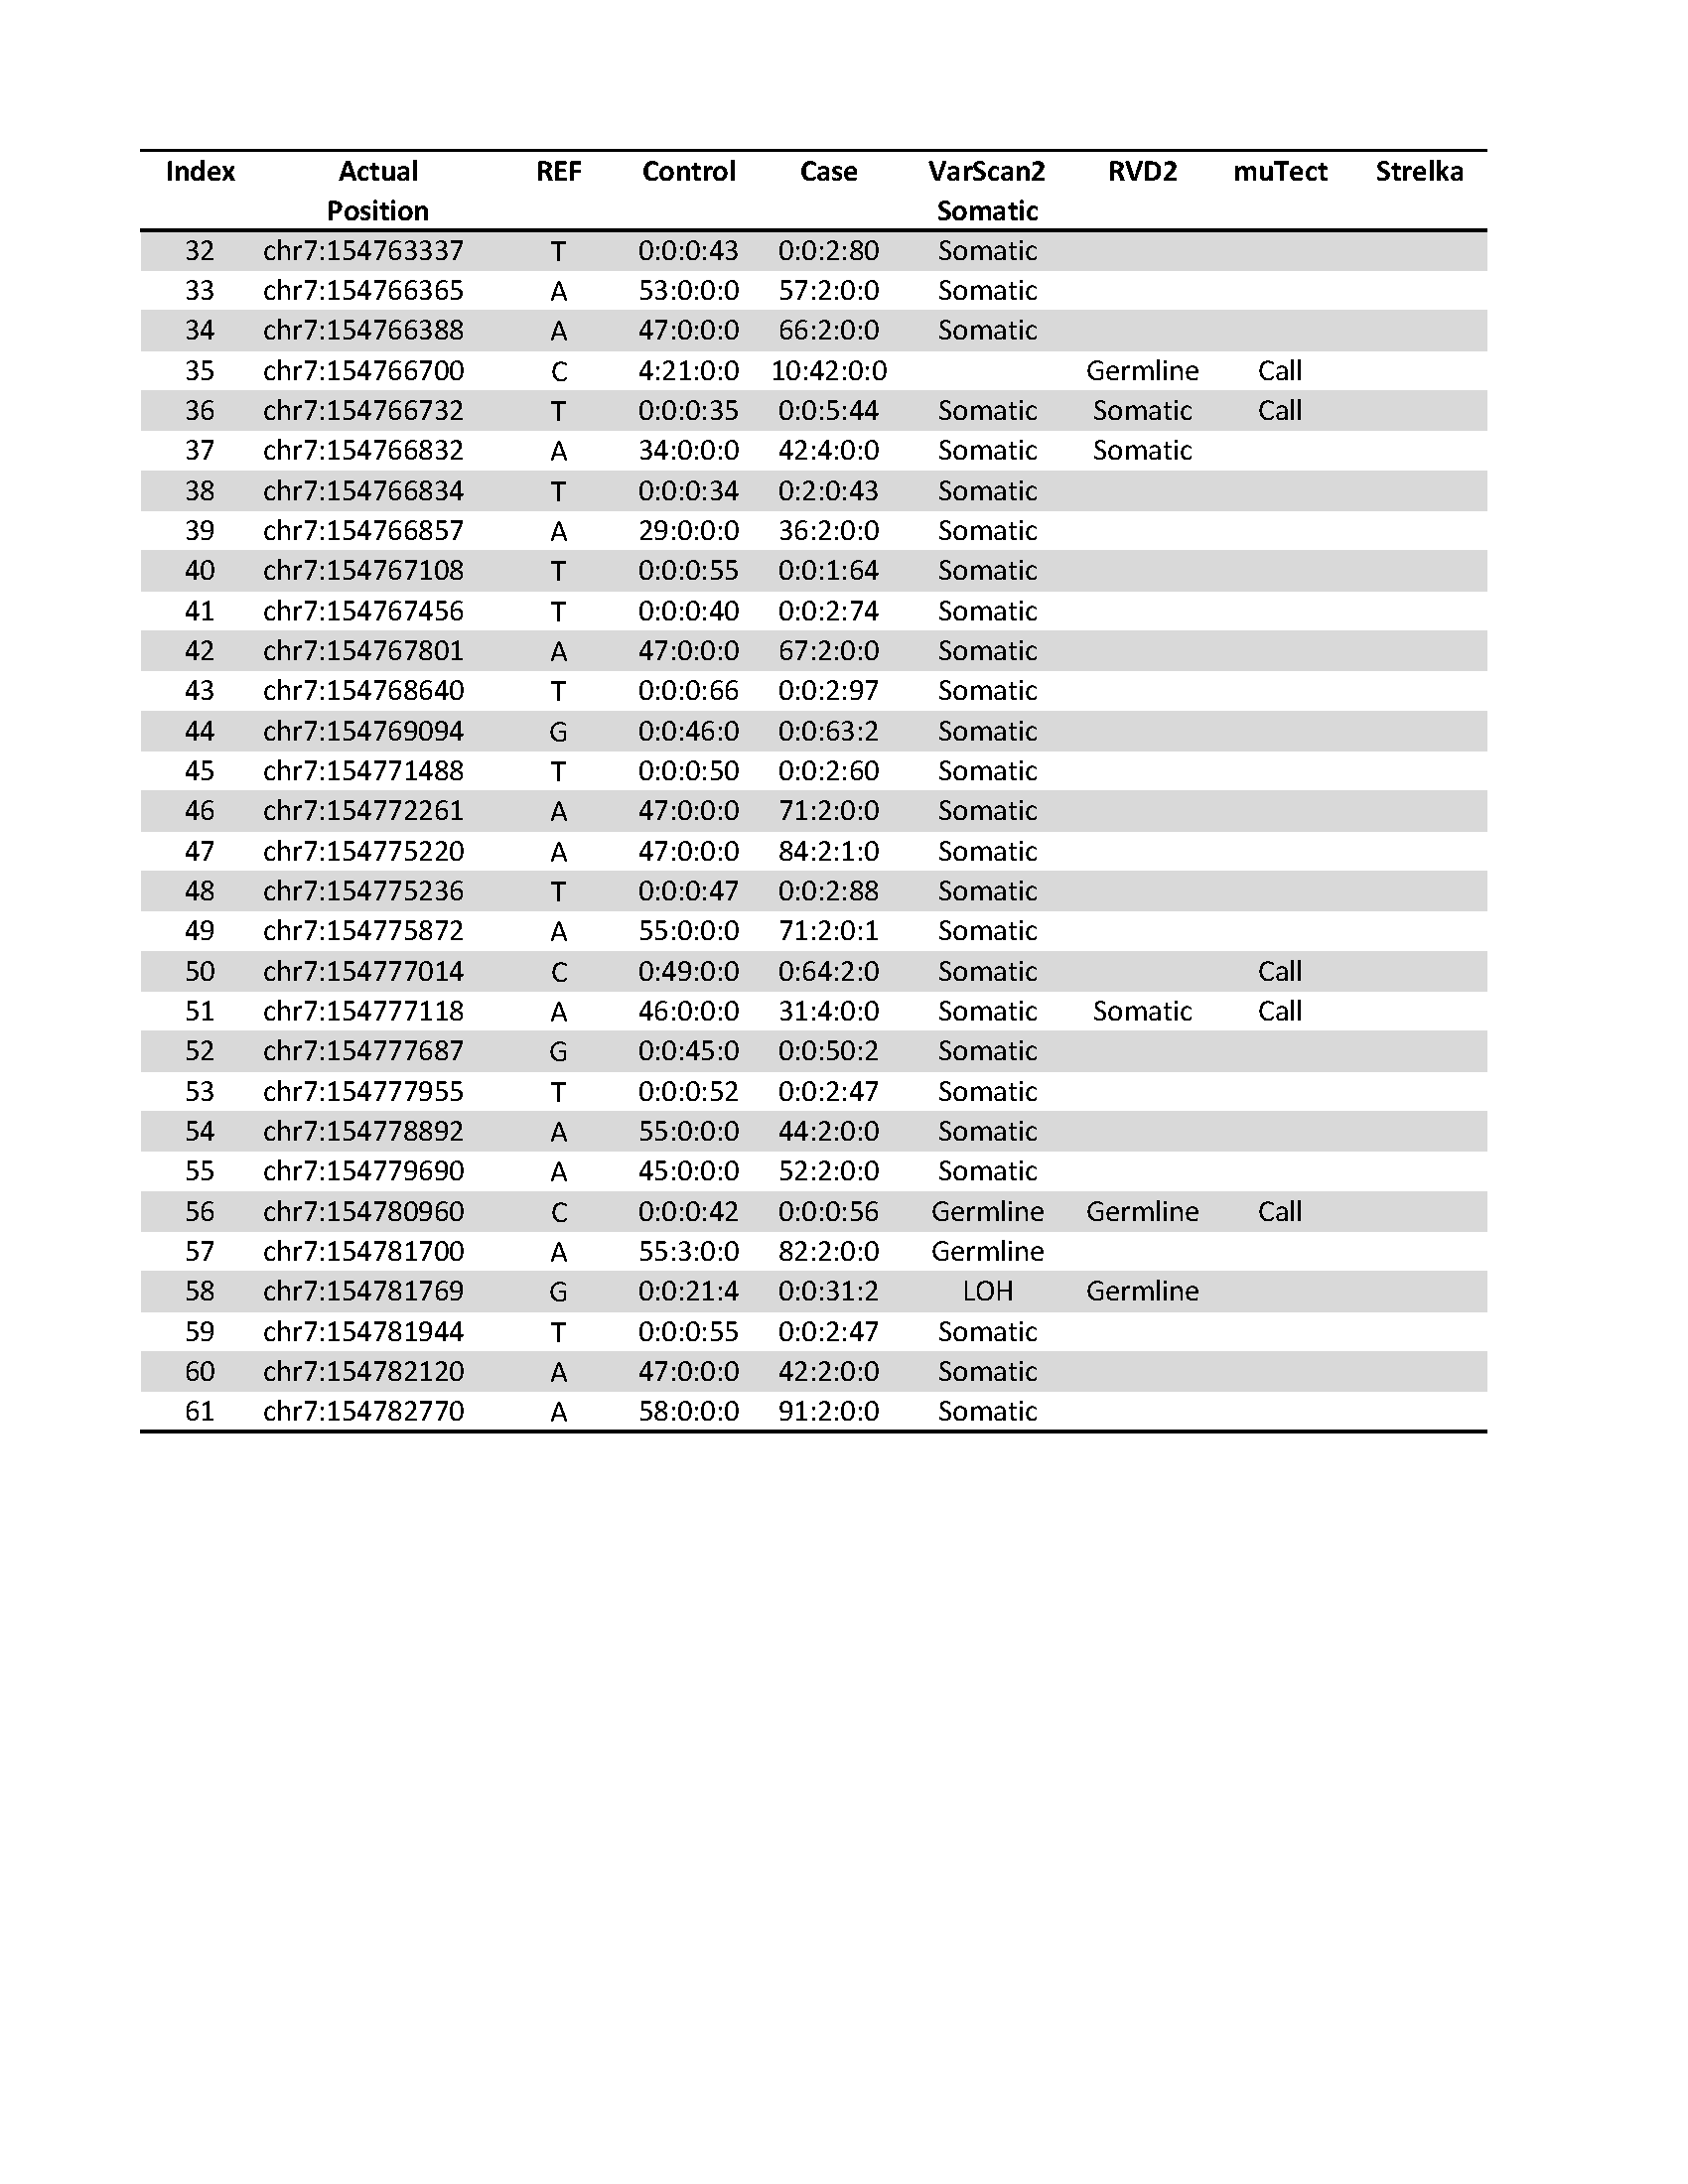 Index Actual REF Control Case VarScan2 RVD2 muTect Strelka
Position Somatic
32 chr7:154763337 T 0:0:0:43 0:0:2:80 Somatic
33 chr7:154766365 A 53:0:0:0 57:2:0:0 Somatic
34 chr7:154766388 A 47:0:0:0 66:2:0:0 Somatic
35 chr7:154766700 C 4:21:0:0 10:42:0:0 Germline Call
36 chr7:154766732 T 0:0:0:35 0:0:5:44 Somatic Somatic Call
37 chr7:154766832 A 34:0:0:0 42:4:0:0 Somatic Somatic
38 chr7:154766834 T 0:0:0:34 0:2:0:43 Somatic
39 chr7:154766857 A 29:0:0:0 36:2:0:0 Somatic
40 chr7:154767108 T 0:0:0:55 0:0:1:64 Somatic
41 chr7:154767456 T 0:0:0:40 0:0:2:74 Somatic
42 chr7:154767801 A 47:0:0:0 67:2:0:0 Somatic
43 chr7:154768640 T 0:0:0:66 0:0:2:97 Somatic
44 chr7:154769094 G 0:0:46:0 0:0:63:2 Somatic
45 chr7:154771488 T 0:0:0:50 0:0:2:60 Somatic
46 chr7:154772261 A 47:0:0:0 71:2:0:0 Somatic
47 chr7:154775220 A 47:0:0:0 84:2:1:0 Somatic
48 chr7:154775236 T 0:0:0:47 0:0:2:88 Somatic
49 chr7:154775872 A 55:0:0:0 71:2:0:1 Somatic
50 chr7:154777014 C 0:49:0:0 0:64:2:0 Somatic Call
51 chr7:154777118 A 46:0:0:0 31:4:0:0 Somatic Somatic Call
52 chr7:154777687 G 0:0:45:0 0:0:50:2 Somatic
53 chr7:154777955 T 0:0:0:52 0:0:2:47 Somatic
54 chr7:154778892 A 55:0:0:0 44:2:0:0 Somatic
55 chr7:154779690 A 45:0:0:0 52:2:0:0 Somatic
56 chr7:154780960 C 0:0:0:42 0:0:0:56 Germline Germline Call
57 chr7:154781700 A 55:3:0:0 82:2:0:0 Germline
58 chr7:154781769 G 0:0:21:4 0:0:31:2 LOH Germline
59 chr7:154781944 T 0:0:0:55 0:0:2:47 Somatic
60 chr7:154782120 A 47:0:0:0 42:2:0:0 Somatic
61 chr7:154782770 A 58:0:0:0 91:2:0:0 Somatic